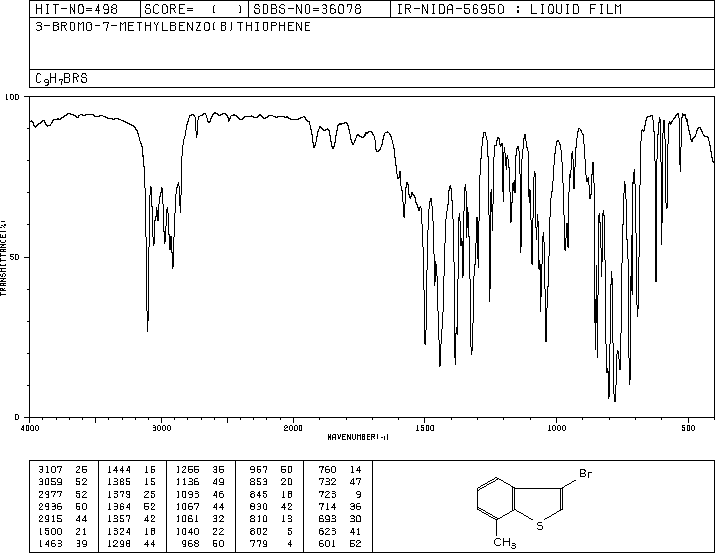 HIT-NO=498 SCORE= ( ) SDBS-NO=36078 IR-NIDA-56950 : LIQUID FILM
3-BROMO-7-METHYLBENZO(B)THIOPHENE
C9H7BRS
100
50
0
TRANSMITTANCE(%)
4000 3000 2000 1500 1000 500
WAVENUMBER(-1)
3107 26 1444 16 1255 35 967 50 760 14
3059 52 1385 15 1136 49 853 20 732 47
2977 52 1379 25 1093 46 845 18 723 9
2936 50 1364 52 1067 44 830 42 714 36
2915 44 1357 42 1061 32 810 13 693 30
1500 21 1324 18 1040 22 802 5 623 41
1463 39 1298 44 968 50 779 4 601 52
Br
S
CH3